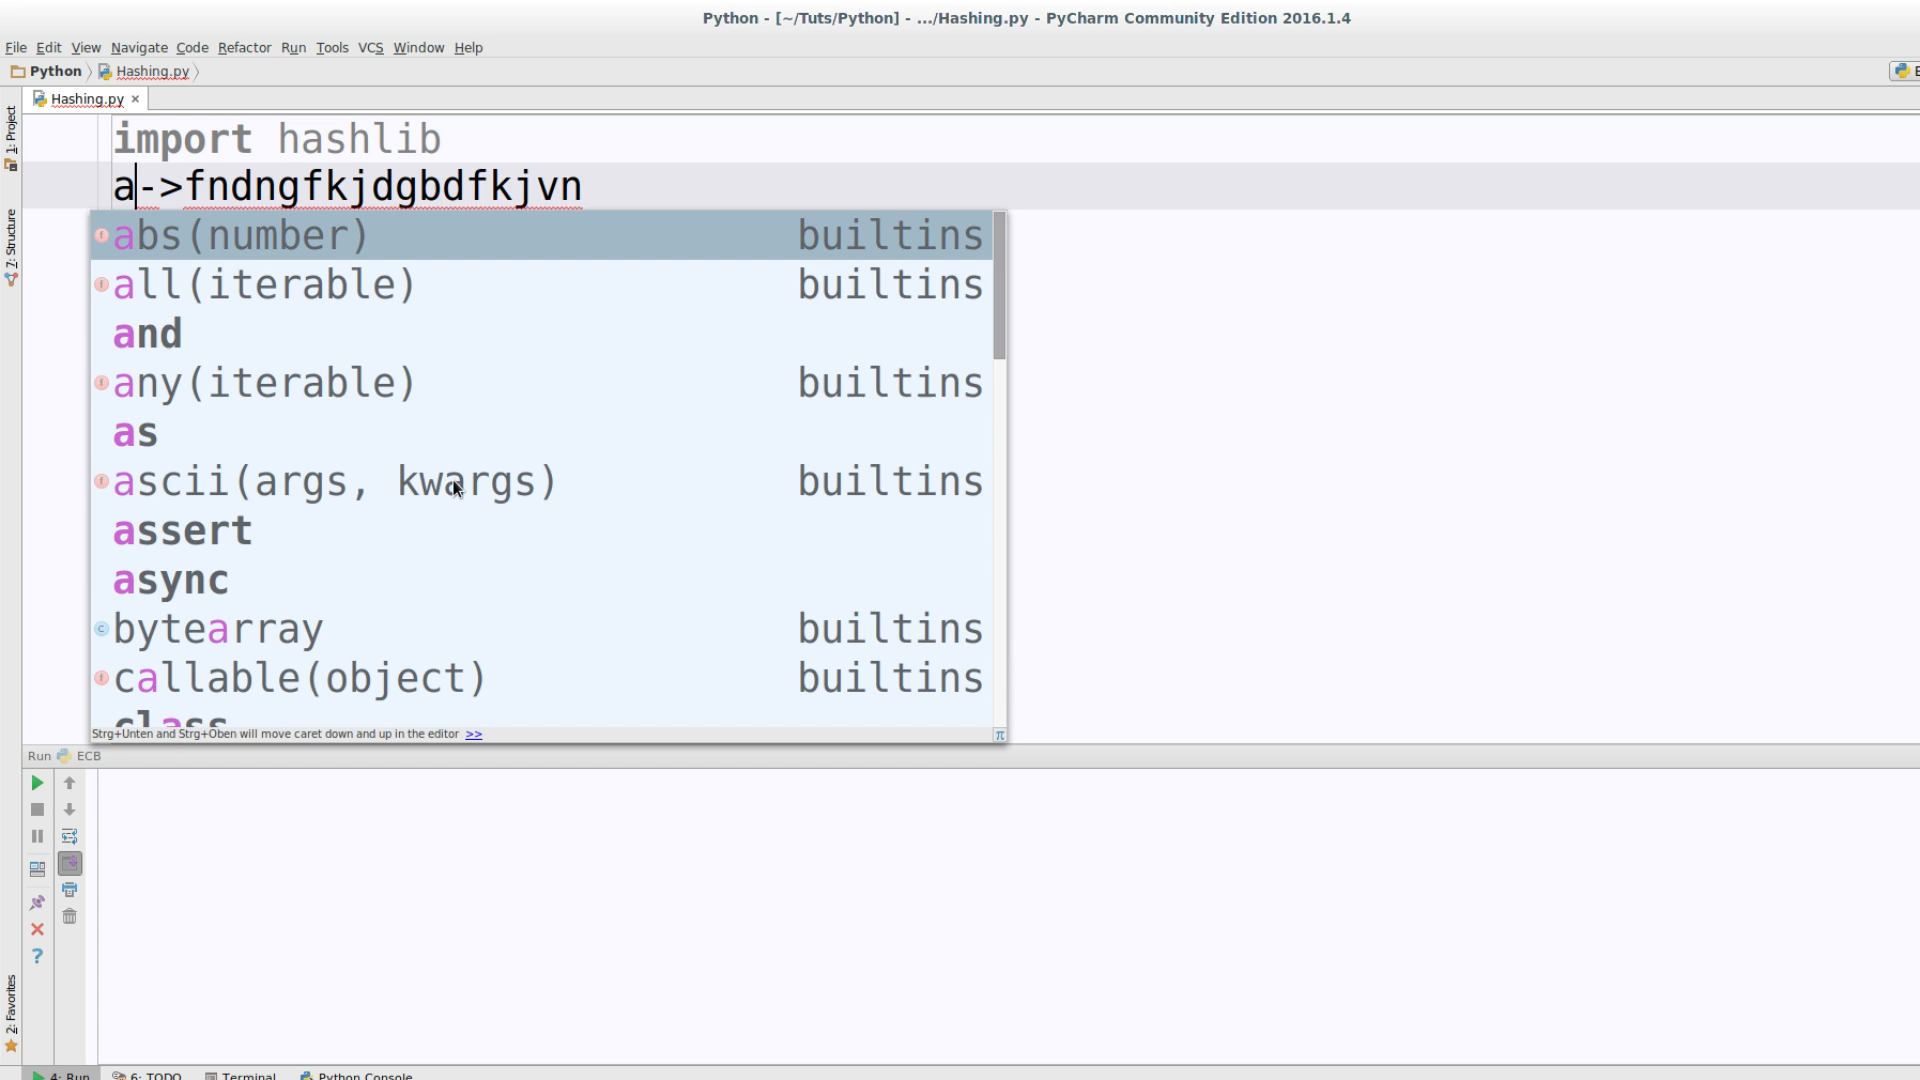 Python - [~/Tuts/Python] - .../Hashing.py - PyCharm Community Edition 2016.1.4
File Edit View Navigate Code Refactor Run Tools VCS Window Help
Python Hashing.py
Hashing.py ×
1: Project
7: Structure
import hashlib
a->fndngfkjdgbdfkjvn
abs(number) builtins
all(iterable) builtins
and
any(iterable) builtins
as
ascii(args, kwargs) builtins
assert
async
bytearray builtins
callable(object) builtins
class
Strg+Unten and Strg+Oben will move caret down and up in the editor >> π
Run ECB
2: Favorites
4: Run 6: TODO Terminal Python Console